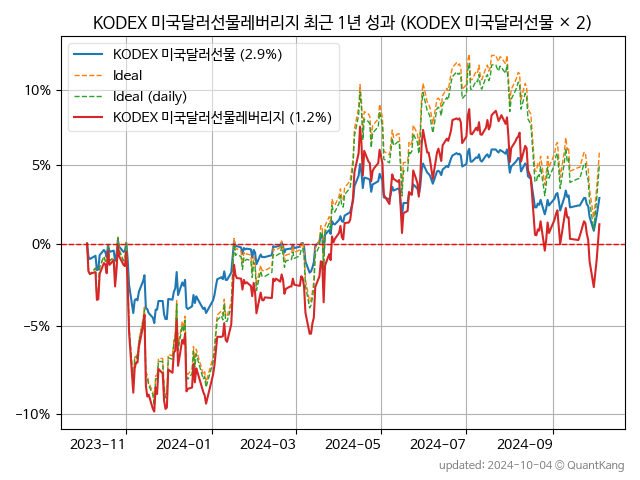 KODEX 미국달러선물레버리지 최근 1년 성과 (KODEX 미국달러선물 × 2)
KODEX 미국달러선물 (2.9%)
Ideal
Ideal (daily)
KODEX 미국달러선물레버리지 (1.2%)
10%
5%
0%
−5%
−10%
2023−11
2024−01
2024−03
2024−05
2024−07
2024−09
updated: 2024-10-04 © QuantKang